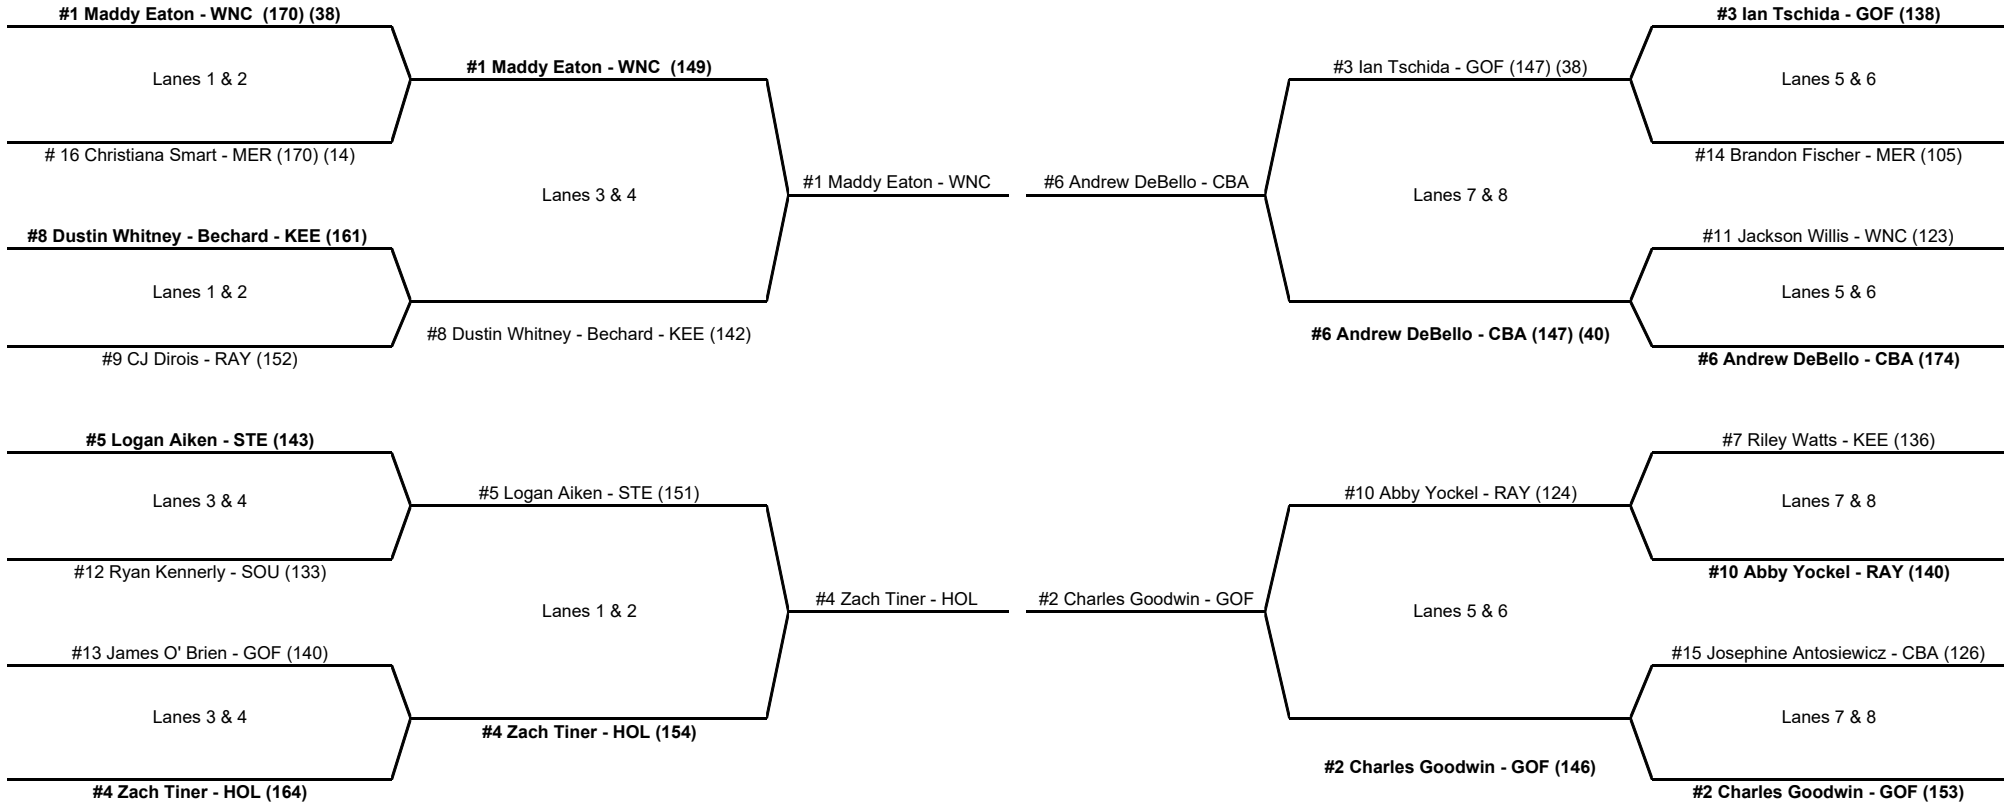 #1 Maddy Eaton - WNC  (170) (38)
Lanes 1 & 2
# 16 Christiana Smart - MER (170) (14)
#8 Dustin Whitney - Bechard - KEE (161)
Lanes 1 & 2
#9 CJ Dirois - RAY (152)
#5 Logan Aiken - STE (143)
Lanes 3 & 4
#12 Ryan Kennerly - SOU (133)
#13 James O' Brien - GOF (140)
Lanes 3 & 4
#4 Zach Tiner - HOL (164)
#1 Maddy Eaton - WNC  (149)
Lanes 3 & 4
#8 Dustin Whitney - Bechard - KEE (142)
#5 Logan Aiken - STE (151)
Lanes 1 & 2
#4 Zach Tiner - HOL (154)
#1 Maddy Eaton - WNC
#4 Zach Tiner - HOL
#6 Andrew DeBello - CBA
#2 Charles Goodwin - GOF
#3 Ian Tschida - GOF (147) (38)
Lanes 7 & 8
#6 Andrew DeBello - CBA (147) (40)
#10 Abby Yockel - RAY (124)
Lanes 5 & 6
#2 Charles Goodwin - GOF (146)
#3 Ian Tschida - GOF (138)
Lanes 5 & 6
#14 Brandon Fischer - MER (105)
#11 Jackson Willis - WNC (123)
Lanes 5 & 6
#6 Andrew DeBello - CBA (174)
#7 Riley Watts - KEE (136)
Lanes 7 & 8
#10 Abby Yockel - RAY (140)
#15 Josephine Antosiewicz - CBA (126)
Lanes 7 & 8
#2 Charles Goodwin - GOF (153)